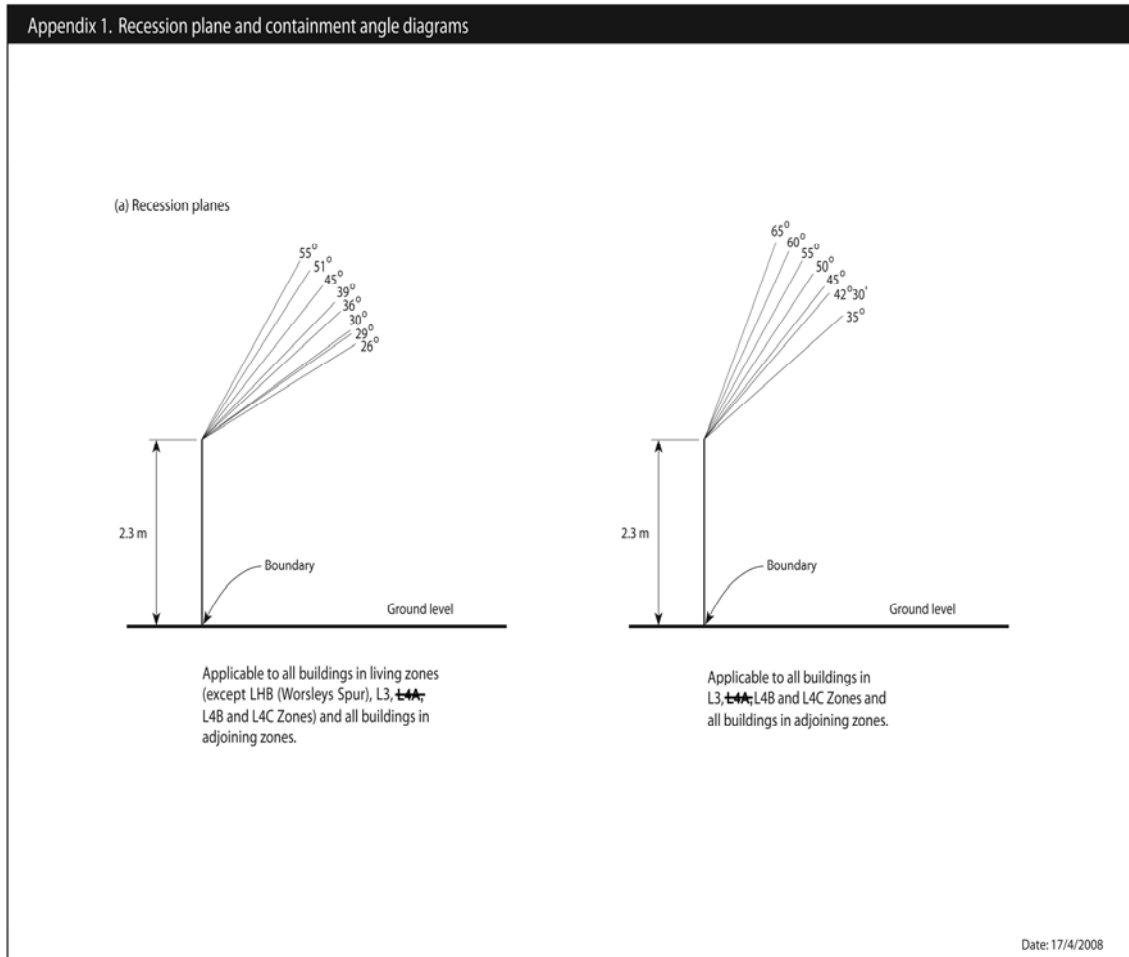 Appendix 1. Recession plane and containment angle diagrams
(a) Recession planes
55°
51°
45°
39°
36°
30°
29°
26°
2.3 m
Boundary
Ground level
Applicable to all buildings in living zones
(except LHB (Worsleys Spur), L3, L4A,
L4B and L4C Zones) and all buildings in
adjoining zones.
65°
60°
55°
50°
45°
42°30'
35°
2.3 m
Boundary
Ground level
Applicable to all buildings in
L3, L4A, L4B and L4C Zones and
all buildings in adjoining zones.
Date: 17/4/2008